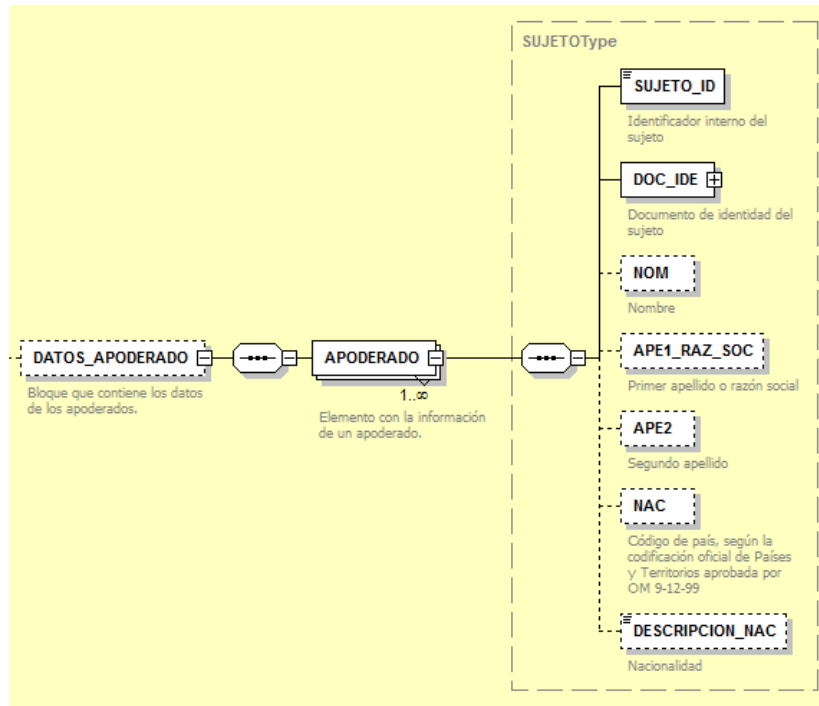 SUJETOType
SUJETO_ID
Identificador interno del
sujeto
DOC_IDE
Documento de identidad del
sujeto
NOM
Nombre
DATOS_APODERADO
Bloque que contiene los datos
de los apoderados.
APODERADO
1..∞
Elemento con la información
de un apoderado.
APE1_RAZ_SOC
Primer apellido o razón social
APE2
Segundo apellido
NAC
Código de país, según la
codificación oficial de Países
y Territorios aprobada por
OM 9-12-99
DESCRIPCION_NAC
Nacionalidad